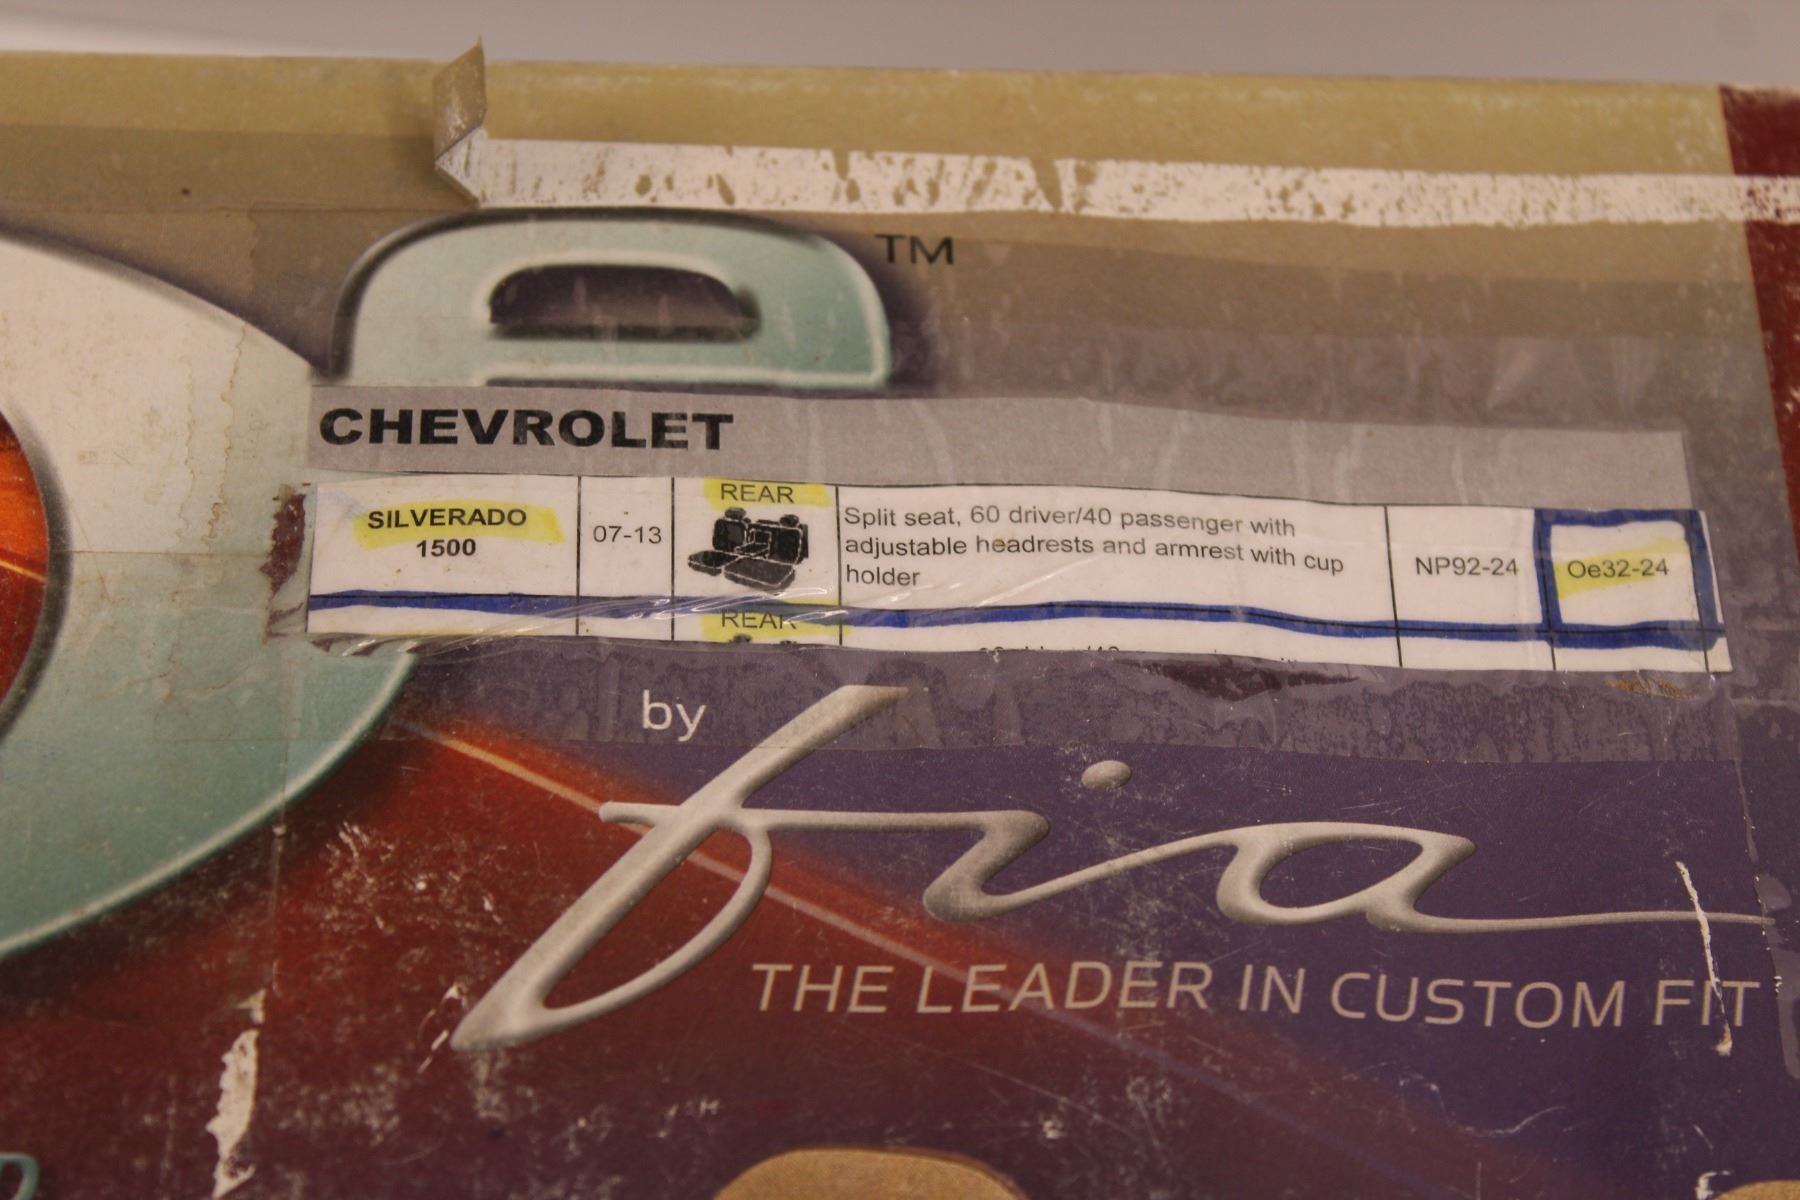 e™
CHEVROLET
SILVERADO
1500
07-13
REAR
Split seat, 60 driver/40 passenger with
adjustable headrests and armrest with cup
holder
NP92-24
Oe32-24
REAR
by
fia
THE LEADER IN CUSTOM FIT